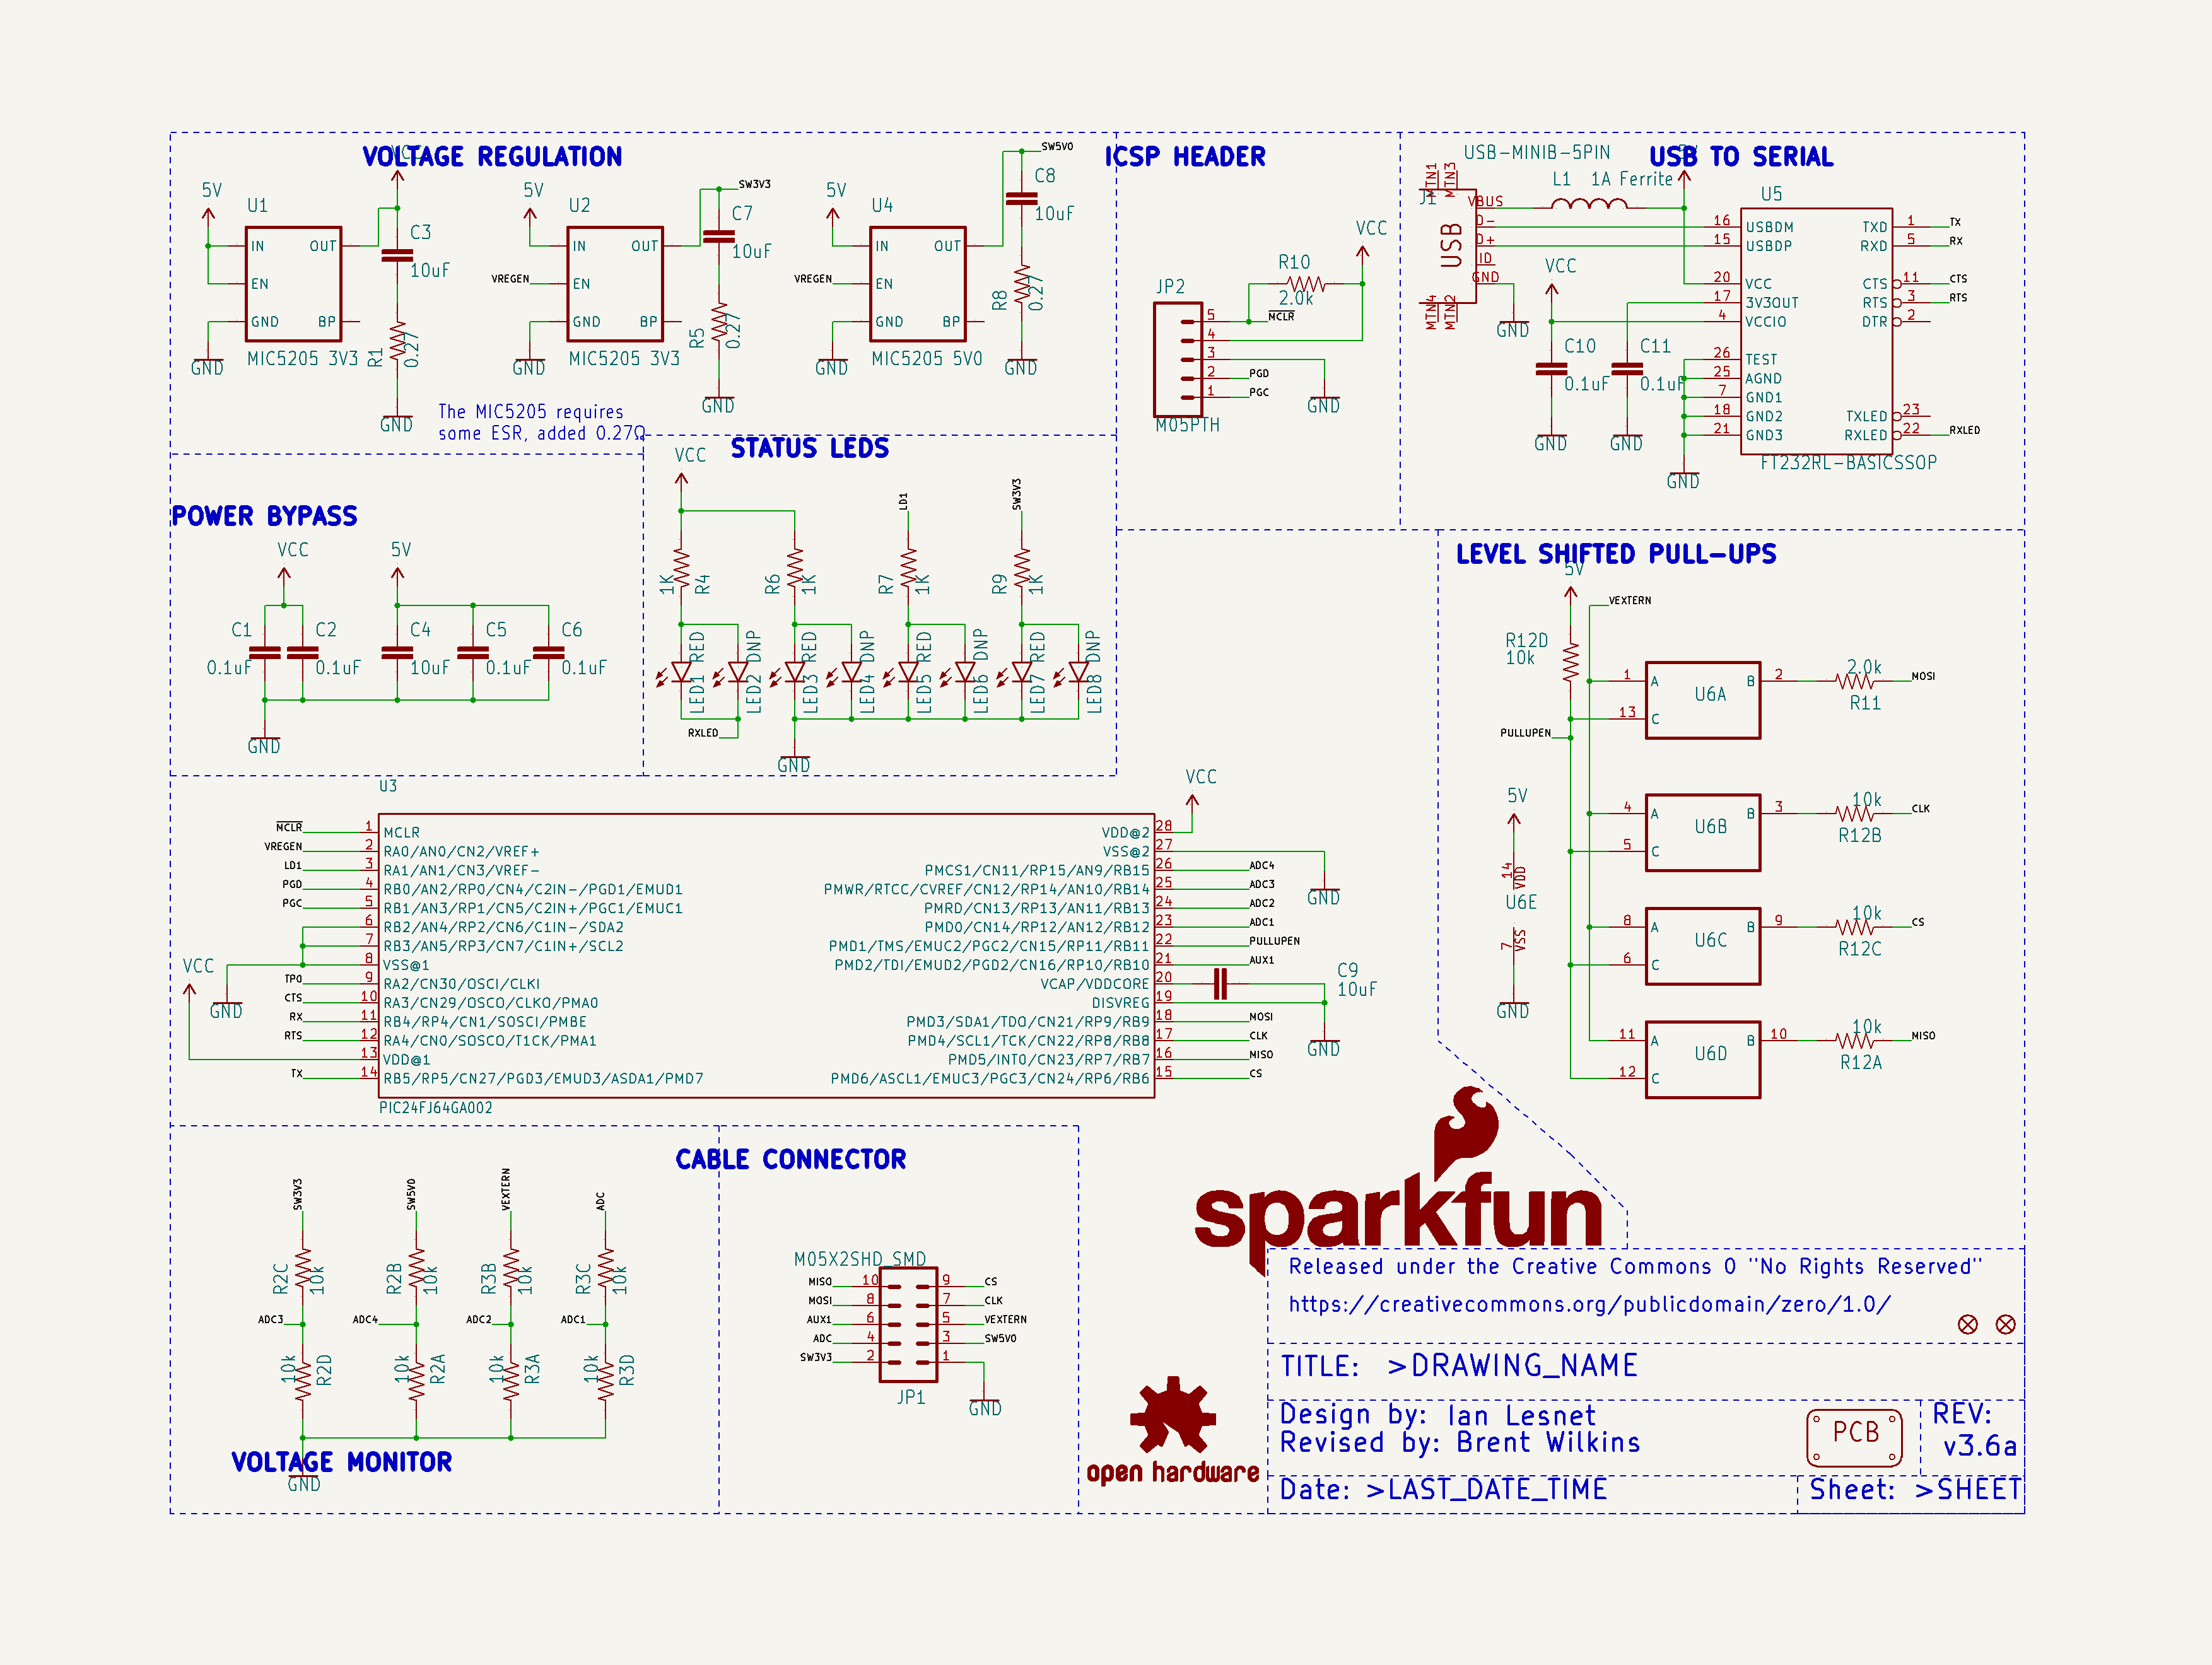 VOLTAGE REGULATION
VCC
5V
U1
IN
OUT
EN
GND
BP
MIC5205 3V3
GND
C3
10uF
R1
0.27
GND
5V
U2
IN
OUT
VREGEN
EN
GND
BP
MIC5205 3V3
GND
SW3V3
C7
10uF
R5
0.27
GND
5V
U4
IN
OUT
VREGEN
EN
GND
BP
MIC5205 5V0
GND
SW5V0
C8
10uF
R8
0.27
GND
The MIC5205 requires
some ESR, added 0.27Ω
ICSP HEADER
VCC
R10
2.0k
JP2
5
MCLR
4
3
2
PGD
1
PGC
M05PTH
GND
USB TO SERIAL
USB-MINIB-5PIN
5V
L1 1A Ferrite
J1
MTN1
MTN3
USB
VBUS
D-
D+
ID
GND
MTN4
MTN2
GND
VCC
C10
0.1uF
GND
C11
0.1uF
GND
U5
16 USBDM
15 USBDP
20 VCC
17 3V3OUT
4 VCCIO
26 TEST
25 AGND
7 GND1
18 GND2
21 GND3
TXD 1 TX
RXD 5 RX
CTS 11 CTS
RTS 3 RTS
DTR 2
TXLED 23
RXLED 22 RXLED
FT232RL-BASICSSOP
GND
POWER BYPASS
VCC
5V
C1
0.1uF
C2
0.1uF
C4
10uF
C5
0.1uF
C6
0.1uF
GND
STATUS LEDS
VCC
LD1
SW3V3
1K
R4
R6
1K
R7
1K
R9
1K
LED1 RED
LED2 DNP
LED3 RED
LED4 DNP
LED5 RED
LED6 DNP
LED7 RED
LED8 DNP
RXLED
GND
LEVEL SHIFTED PULL-UPS
5V
VEXTERN
R12D
10k
PULLUPEN
1 A
13 C
U6A
B 2
2.0k
R11
MOSI
4 A
5 C
U6B
B 3
10k
R12B
CLK
8 A
6 C
U6C
B 9
10k
R12C
CS
11 A
12 C
U6D
B 10
10k
R12A
MISO
5V
14
VDD
U6E
7
VSS
GND
U3
MCLR 1 MCLR
VREGEN 2 RA0/AN0/CN2/VREF+
LD1 3 RA1/AN1/CN3/VREF-
PGD 4 RB0/AN2/RP0/CN4/C2IN-/PGD1/EMUD1
PGC 5 RB1/AN3/RP1/CN5/C2IN+/PGC1/EMUC1
6 RB2/AN4/RP2/CN6/C1IN-/SDA2
7 RB3/AN5/RP3/CN7/C1IN+/SCL2
8 VSS@1
TP0 9 RA2/CN30/OSCI/CLKI
CTS 10 RA3/CN29/OSCO/CLKO/PMA0
RX 11 RB4/RP4/CN1/SOSCI/PMBE
RTS 12 RA4/CN0/SOSCO/T1CK/PMA1
13 VDD@1
TX 14 RB5/RP5/CN27/PGD3/EMUD3/ASDA1/PMD7
VCC
GND
VCC
VDD@2 28
VSS@2 27
PMCS1/CN11/RP15/AN9/RB15 26 ADC4
PMWR/RTCC/CVREF/CN12/RP14/AN10/RB14 25 ADC3
PMRD/CN13/RP13/AN11/RB13 24 ADC2
PMD0/CN14/RP12/AN12/RB12 23 ADC1
PMD1/TMS/EMUC2/PGC2/CN15/RP11/RB11 22 PULLUPEN
PMD2/TDI/EMUD2/PGD2/CN16/RP10/RB10 21 AUX1
VCAP/VDDCORE 20
DISVREG 19
PMD3/SDA1/TDO/CN21/RP9/RB9 18 MOSI
PMD4/SCL1/TCK/CN22/RP8/RB8 17 CLK
PMD5/INT0/CN23/RP7/RB7 16 MISO
PMD6/ASCL1/EMUC3/PGC3/CN24/RP6/RB6 15 CS
GND
C9
10uF
GND
PIC24FJ64GA002
SW3V3
SW5V0
VEXTERN
ADC
R2C
10k
R2B
10k
R3B
10k
R3C
10k
ADC3
ADC4
ADC2
ADC1
10k
R2D
10k
R2A
10k
R3A
10k
R3D
VOLTAGE MONITOR
GND
CABLE CONNECTOR
M05X2SHD_SMD
MISO 10 9 CS
MOSI 8 7 CLK
AUX1 6 5 VEXTERN
ADC 4 3 SW5V0
SW3V3 2 1
JP1
GND
sparkfun
open hardware
Released under the Creative Commons 0 "No Rights Reserved"
https://creativecommons.org/publicdomain/zero/1.0/
TITLE: >DRAWING_NAME
Design by: Ian Lesnet
Revised by: Brent Wilkins
PCB
REV:
v3.6a
Date: >LAST_DATE_TIME
Sheet: >SHEET